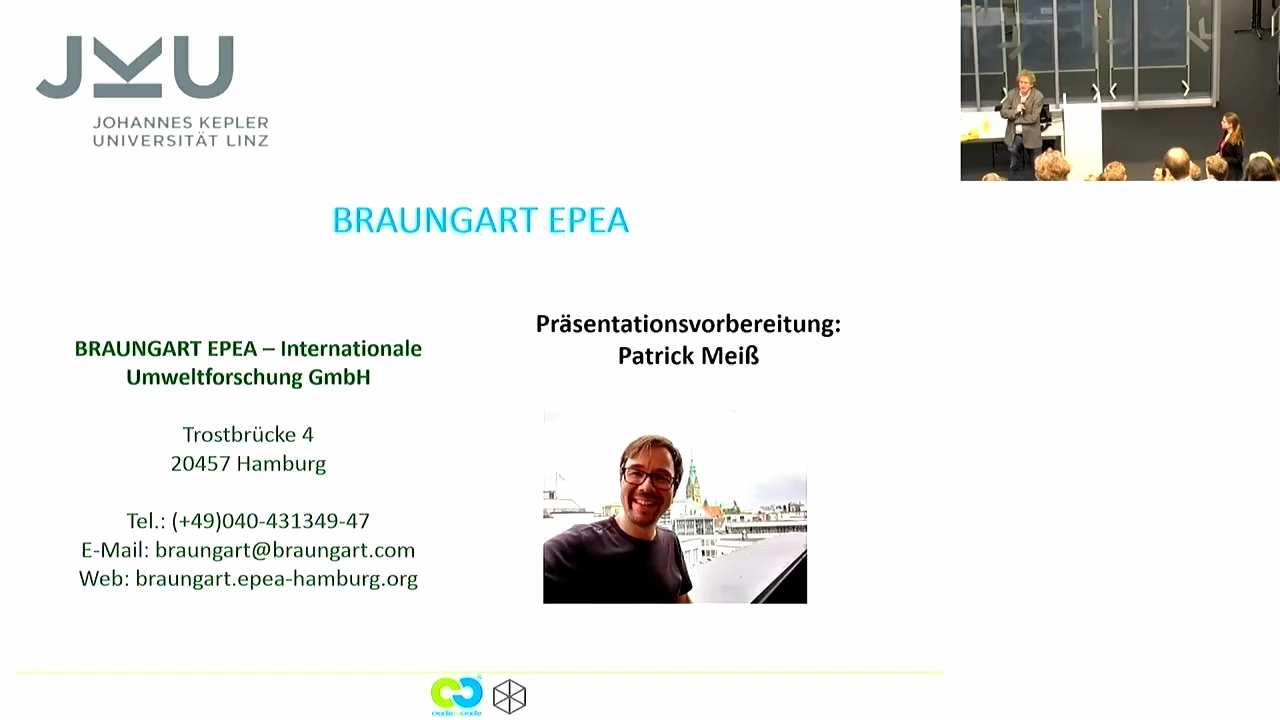 JKU
JOHANNES KEPLER
UNIVERSITÄT LINZ
BRAUNGART EPEA
BRAUNGART EPEA – Internationale
Umweltforschung GmbH
Trostbrücke 4
20457 Hamburg
Tel.: (+49)040-431349-47
E-Mail: braungart@braungart.com
Web: braungart.epea-hamburg.org
Präsentationsvorbereitung:
Patrick Meiß